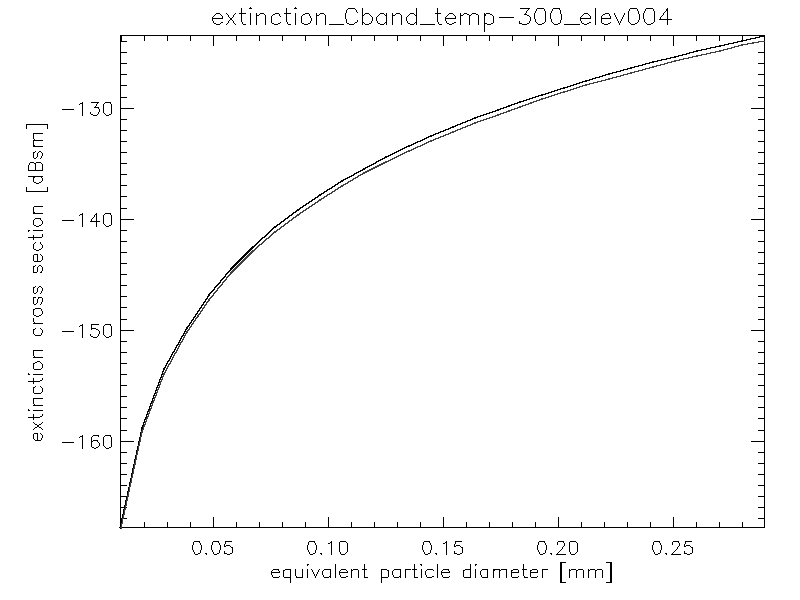 extinction_Cband_temp-300_elev004
extinction cross section [dBsm]
-130
-140
-150
-160
0.05 0.10 0.15 0.20 0.25
equivalent particle diameter [mm]